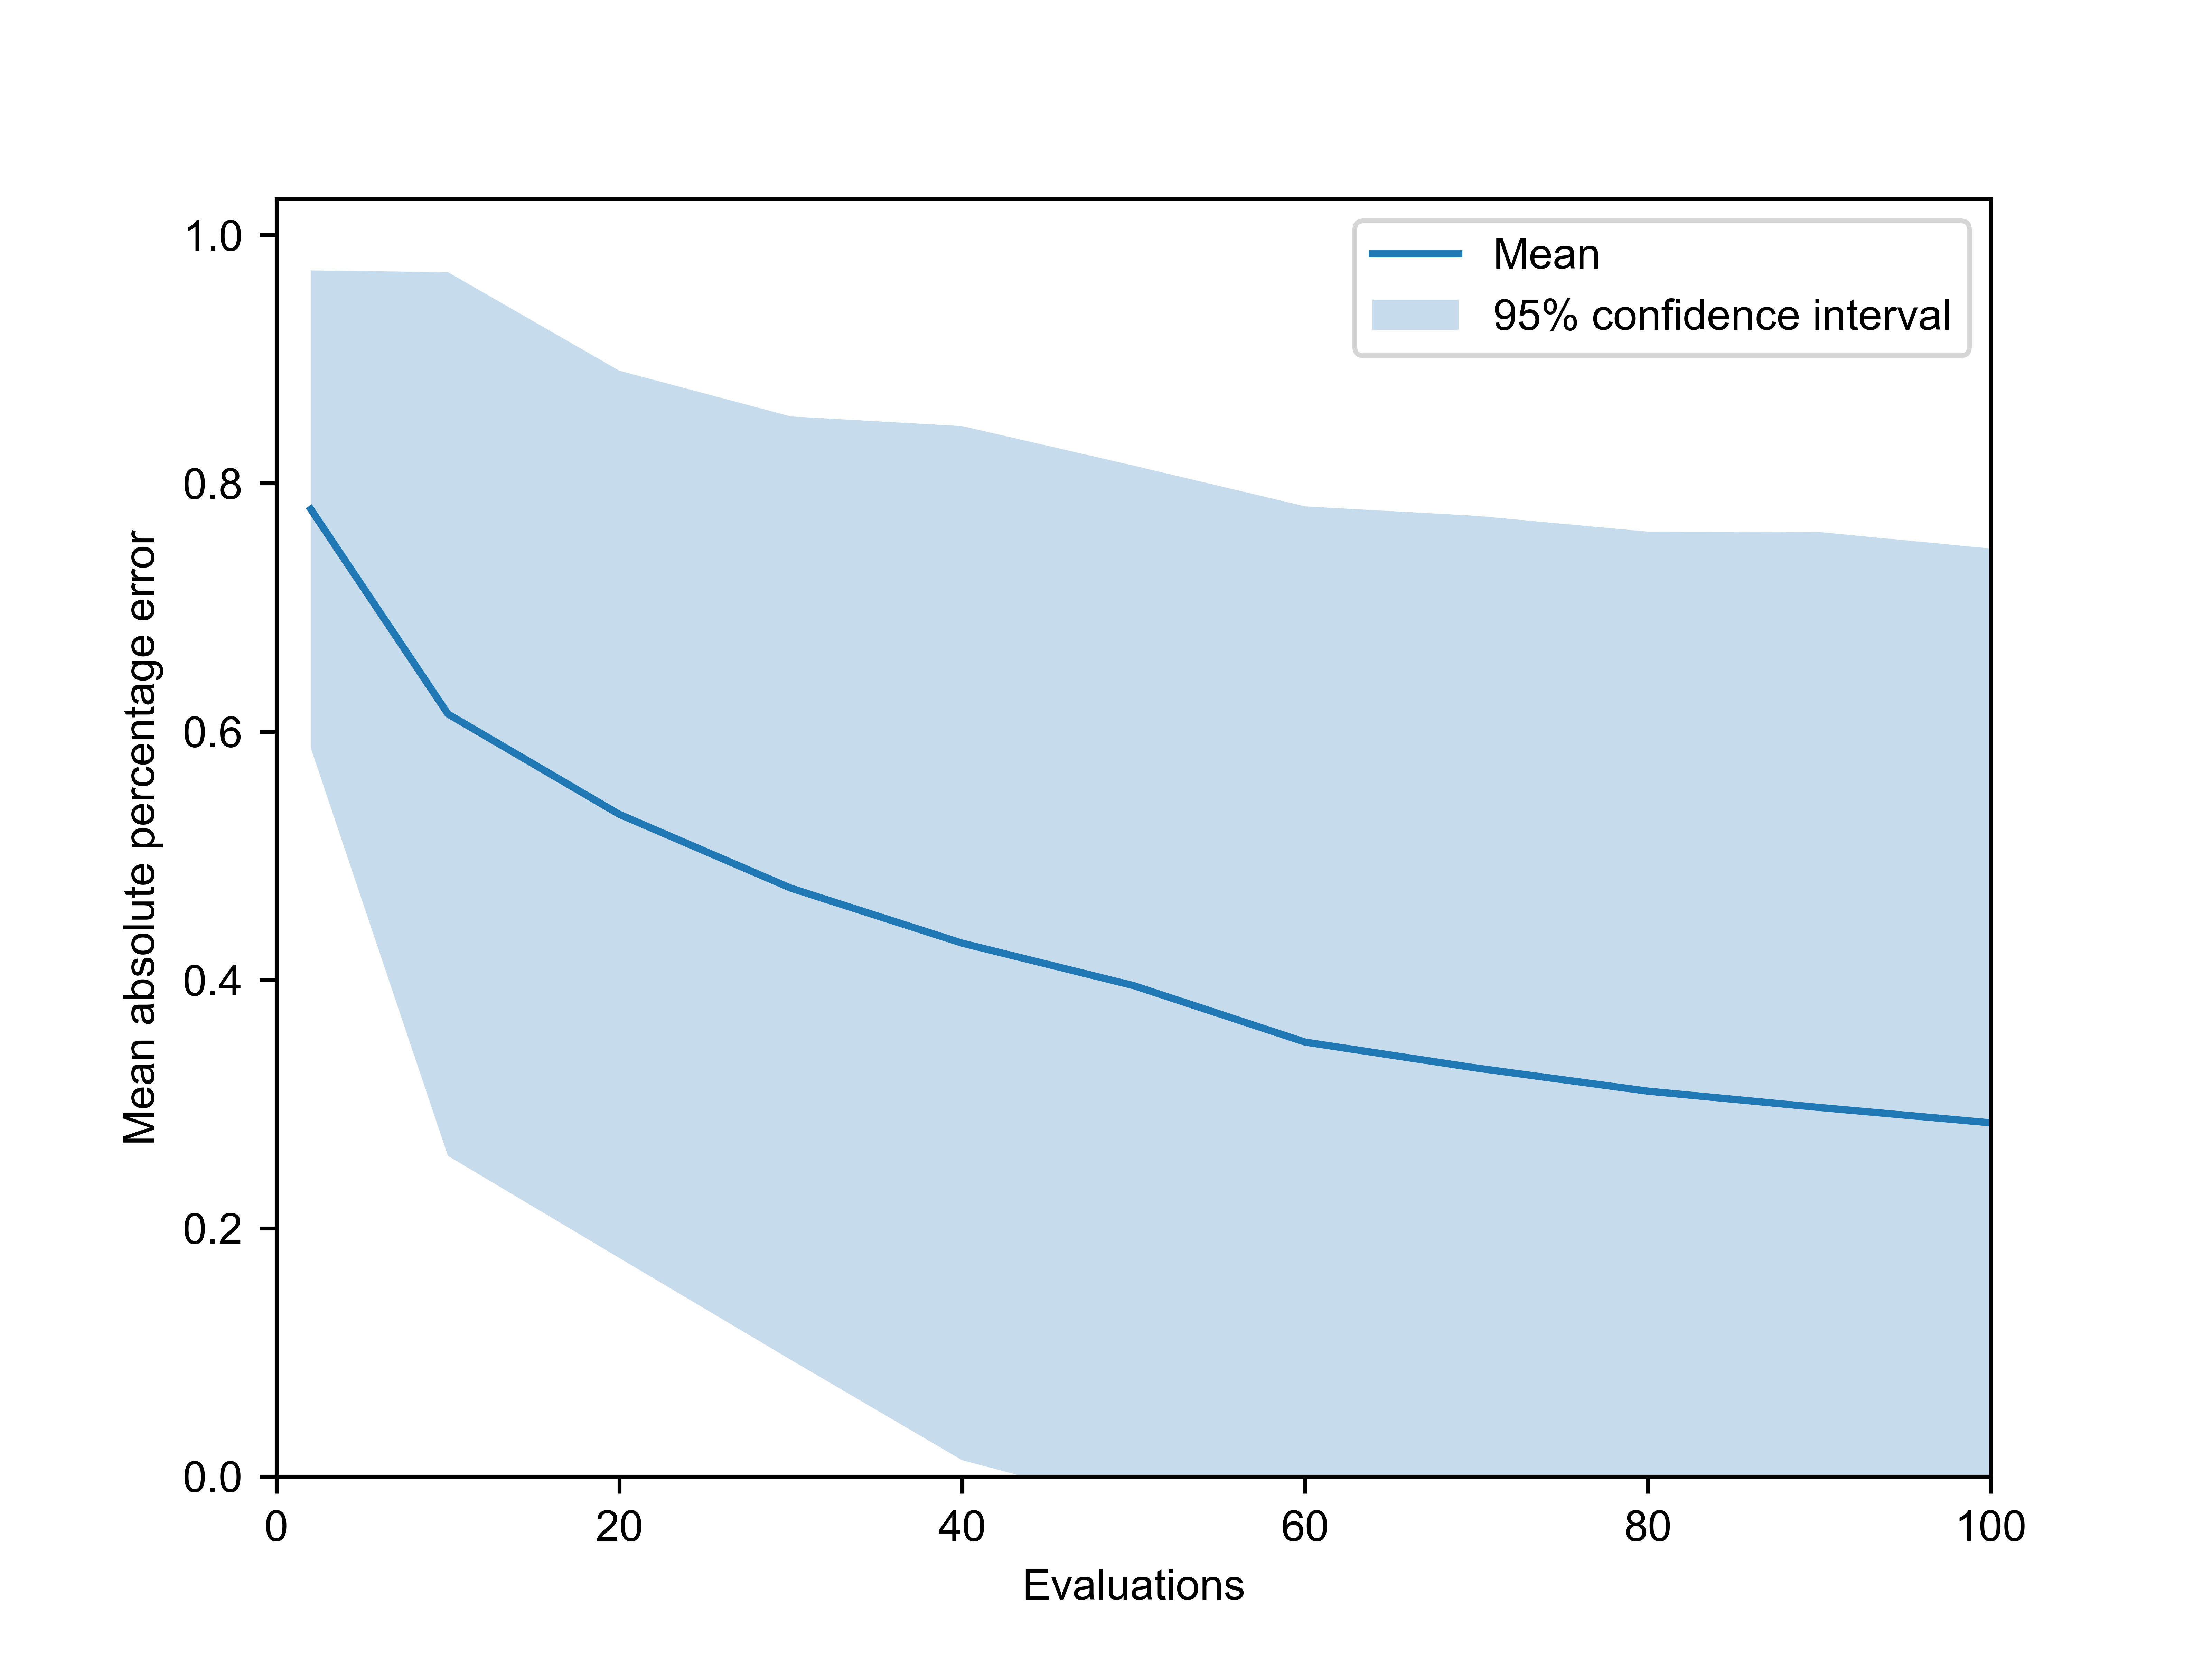 Mean
95% confidence interval
1.0
0.8
0.6
0.4
0.2
0.0
Mean absolute percentage error
0 20 40 60 80 100
Evaluations